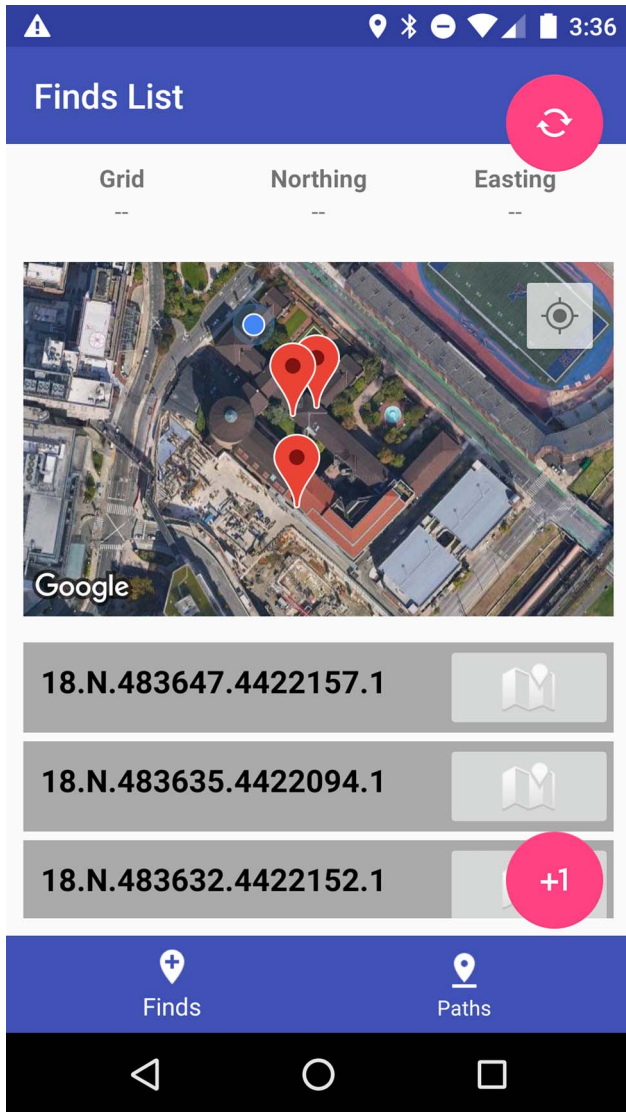 3:36
Finds List
Grid Northing Easting
-- -- --
Google
18.N.483647.4422157.1
18.N.483635.4422094.1
18.N.483632.4422152.1
+1
Finds Paths